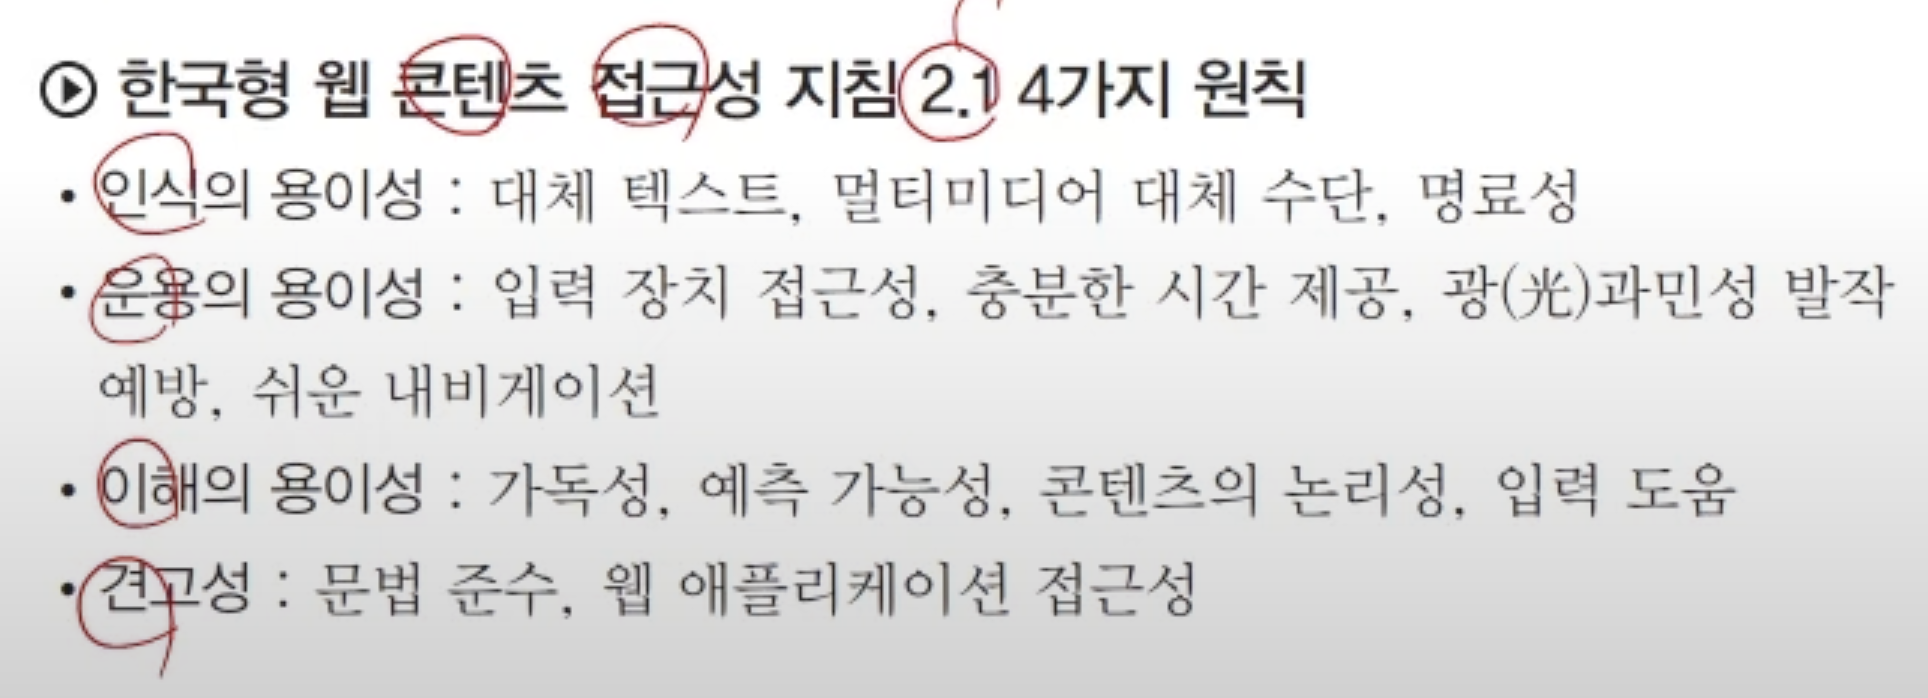 한국형 웹 콘텐츠 접근성 지침 2.1 4가지 원칙
• 인식의 용이성 : 대체 텍스트, 멀티미디어 대체 수단, 명료성
• 운용의 용이성 : 입력 장치 접근성, 충분한 시간 제공, 광(光)과민성 발작
예방, 쉬운 내비게이션
• 이해의 용이성 : 가독성, 예측 가능성, 콘텐츠의 논리성, 입력 도움
• 견고성 : 문법 준수, 웹 애플리케이션 접근성